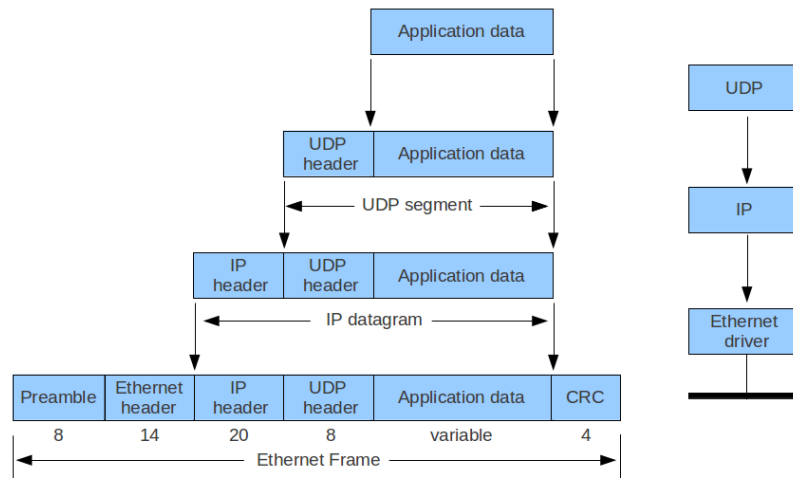 Application data
UDP
header
Application data
UDP segment
IP
header
UDP
header
Application data
IP datagram
Preamble
Ethernet
header
IP
header
UDP
header
Application data
CRC
8
14
20
8
variable
4
Ethernet Frame
UDP
IP
Ethernet
driver